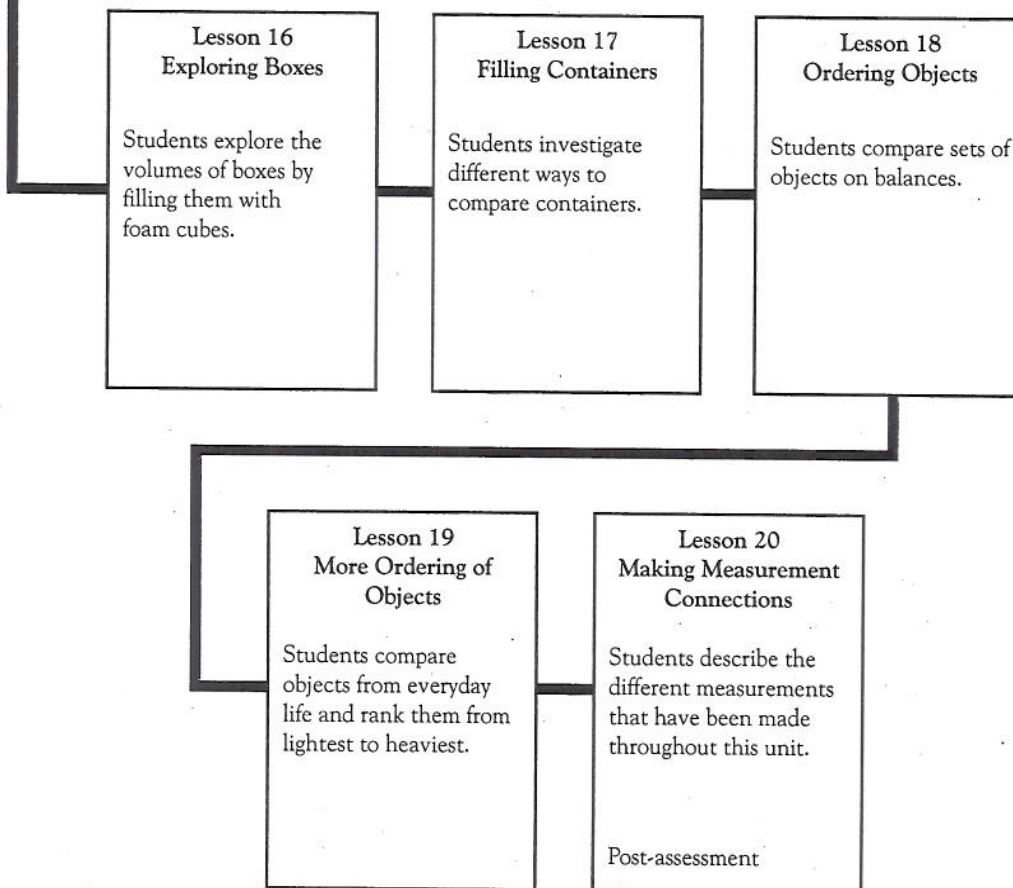 Lesson 16
Exploring Boxes
Students explore the
volumes of boxes by
filling them with
foam cubes.
Lesson 17
Filling Containers
Students investigate
different ways to
compare containers.
Lesson 18
Ordering Objects
Students compare sets of
objects on balances.
Lesson 19
More Ordering of
Objects
Students compare
objects from everyday
life and rank them from
lightest to heaviest.
Lesson 20
Making Measurement
Connections
Students describe the
different measurements
that have been made
throughout this unit.
Post-assessment